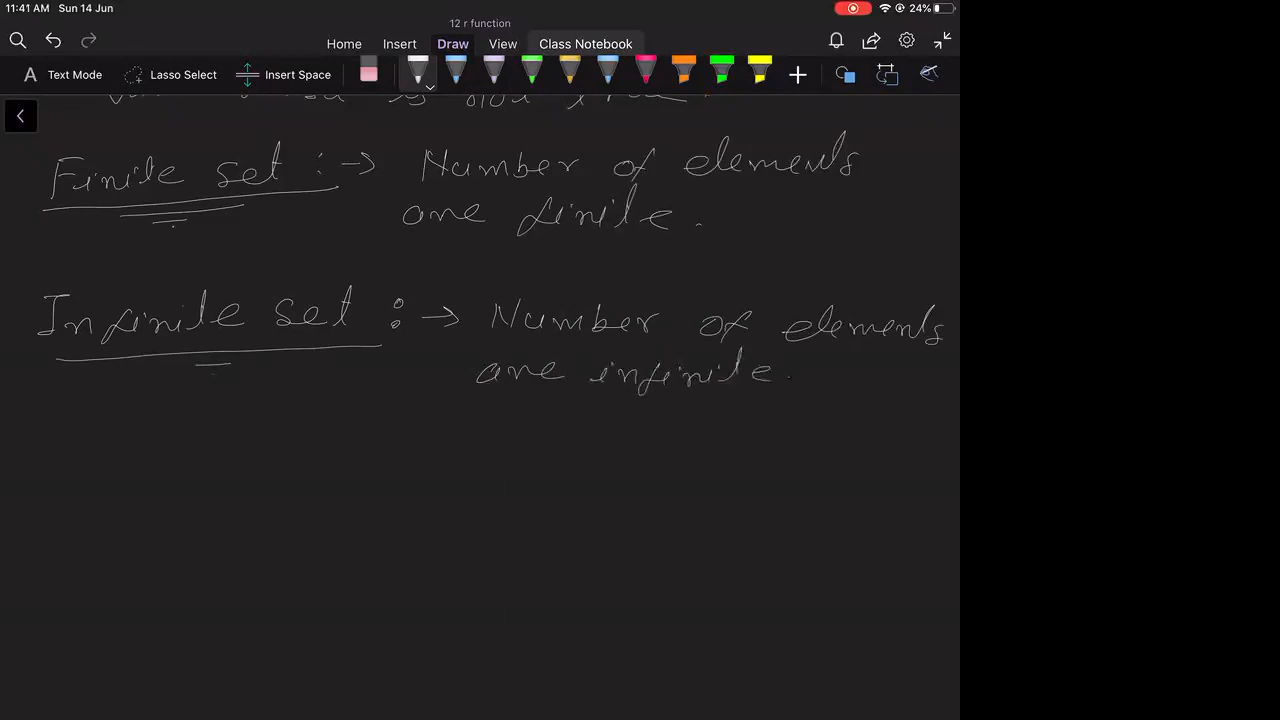 11:41 AM Sun 14 Jun
24%
12 r function
Home Insert Draw View Class Notebook
Text Mode Lasso Select Insert Space
Finite set :→ Number of elements
are finite.
Infinite set :→ Number of elements
are infinite.